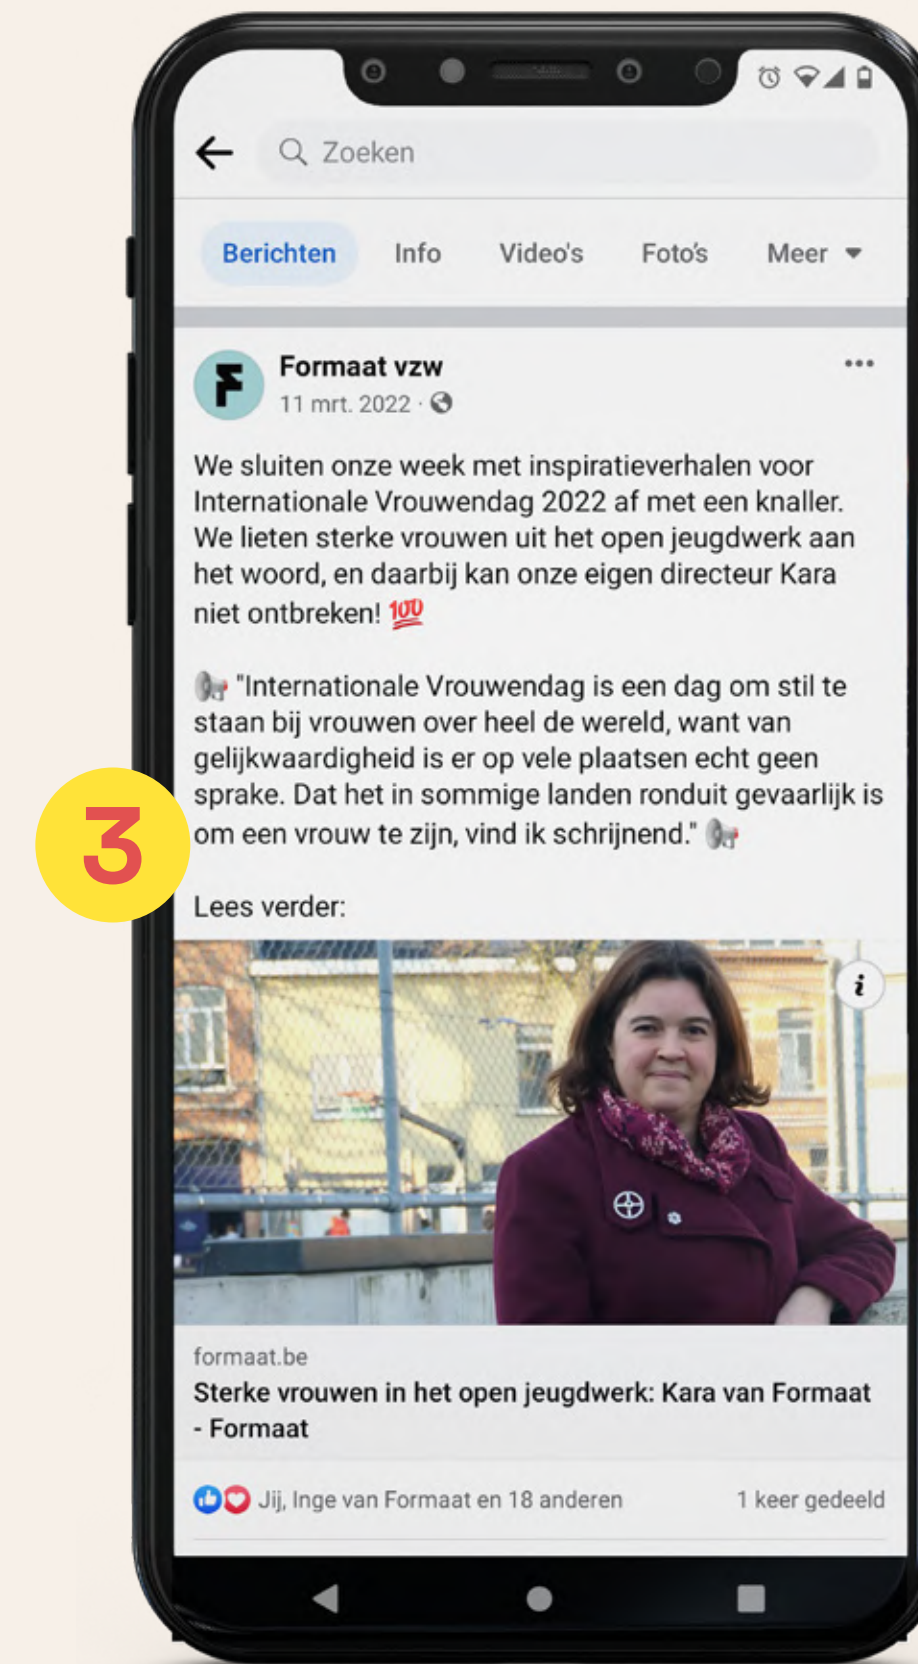 Zoeken
Berichten Info Video's Foto's Meer
F
Formaat vzw
11 mrt. 2022 ·
We sluiten onze week met inspiratieverhalen voor
Internationale Vrouwendag 2022 af met een knaller.
We lieten sterke vrouwen uit het open jeugdwerk aan
het woord, en daarbij kan onze eigen directeur Kara
niet ontbreken! 💯
"Internationale Vrouwendag is een dag om stil te
staan bij vrouwen over heel de wereld, want van
gelijkwaardigheid is er op vele plaatsen echt geen
sprake. Dat het in sommige landen ronduit gevaarlijk is
om een vrouw te zijn, vind ik schrijnend."
3
Lees verder:
i
formaat.be
Sterke vrouwen in het open jeugdwerk: Kara van Formaat
- Formaat
Jij, Inge van Formaat en 18 anderen 1 keer gedeeld